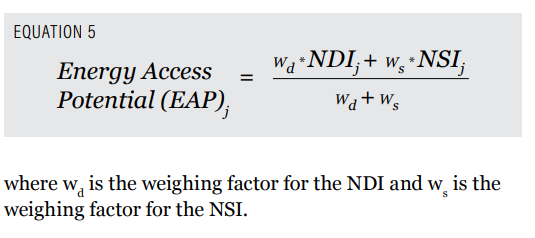 EQUATION 5
Energy Access
Potential (EAP)j = wd*NDIj + ws*NSIj
wd + ws
where wd is the weighing factor for the NDI and ws is the
weighing factor for the NSI.